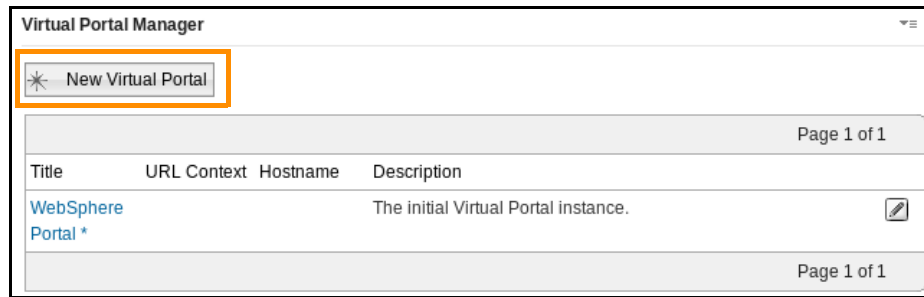 Virtual Portal Manager
New Virtual Portal
Page 1 of 1
Title URL Context Hostname Description
WebSphere The initial Virtual Portal instance.
Portal *
Page 1 of 1